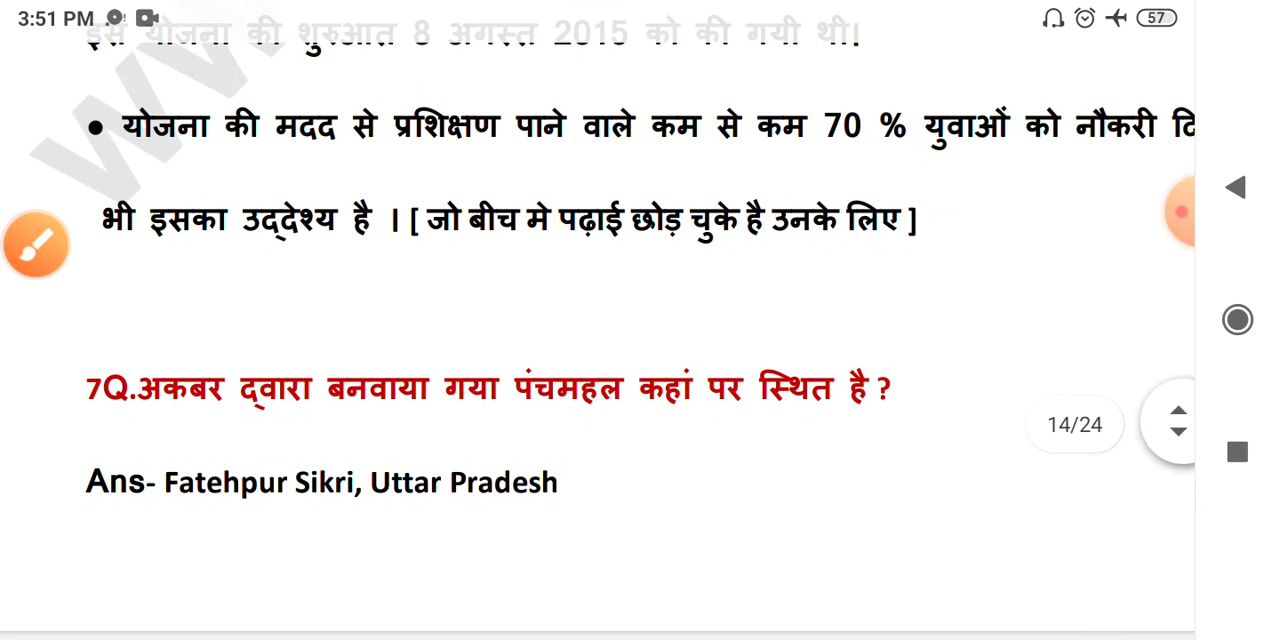 3:51 PM
57
इस योजना की शुरुआत 8 अगस्त 2015 को की गयी थी।
• योजना की मदद से प्रशिक्षण पाने वाले कम से कम 70 % युवाओं को नौकरी
भी इसका उद्देश्य है । [ जो बीच मे पढ़ाई छोड़ चुके है उनके लिए ]
7Q.अकबर द्वारा बनवाया गया पंचमहल कहां पर स्थित है ?
14/24
Ans- Fatehpur Sikri, Uttar Pradesh